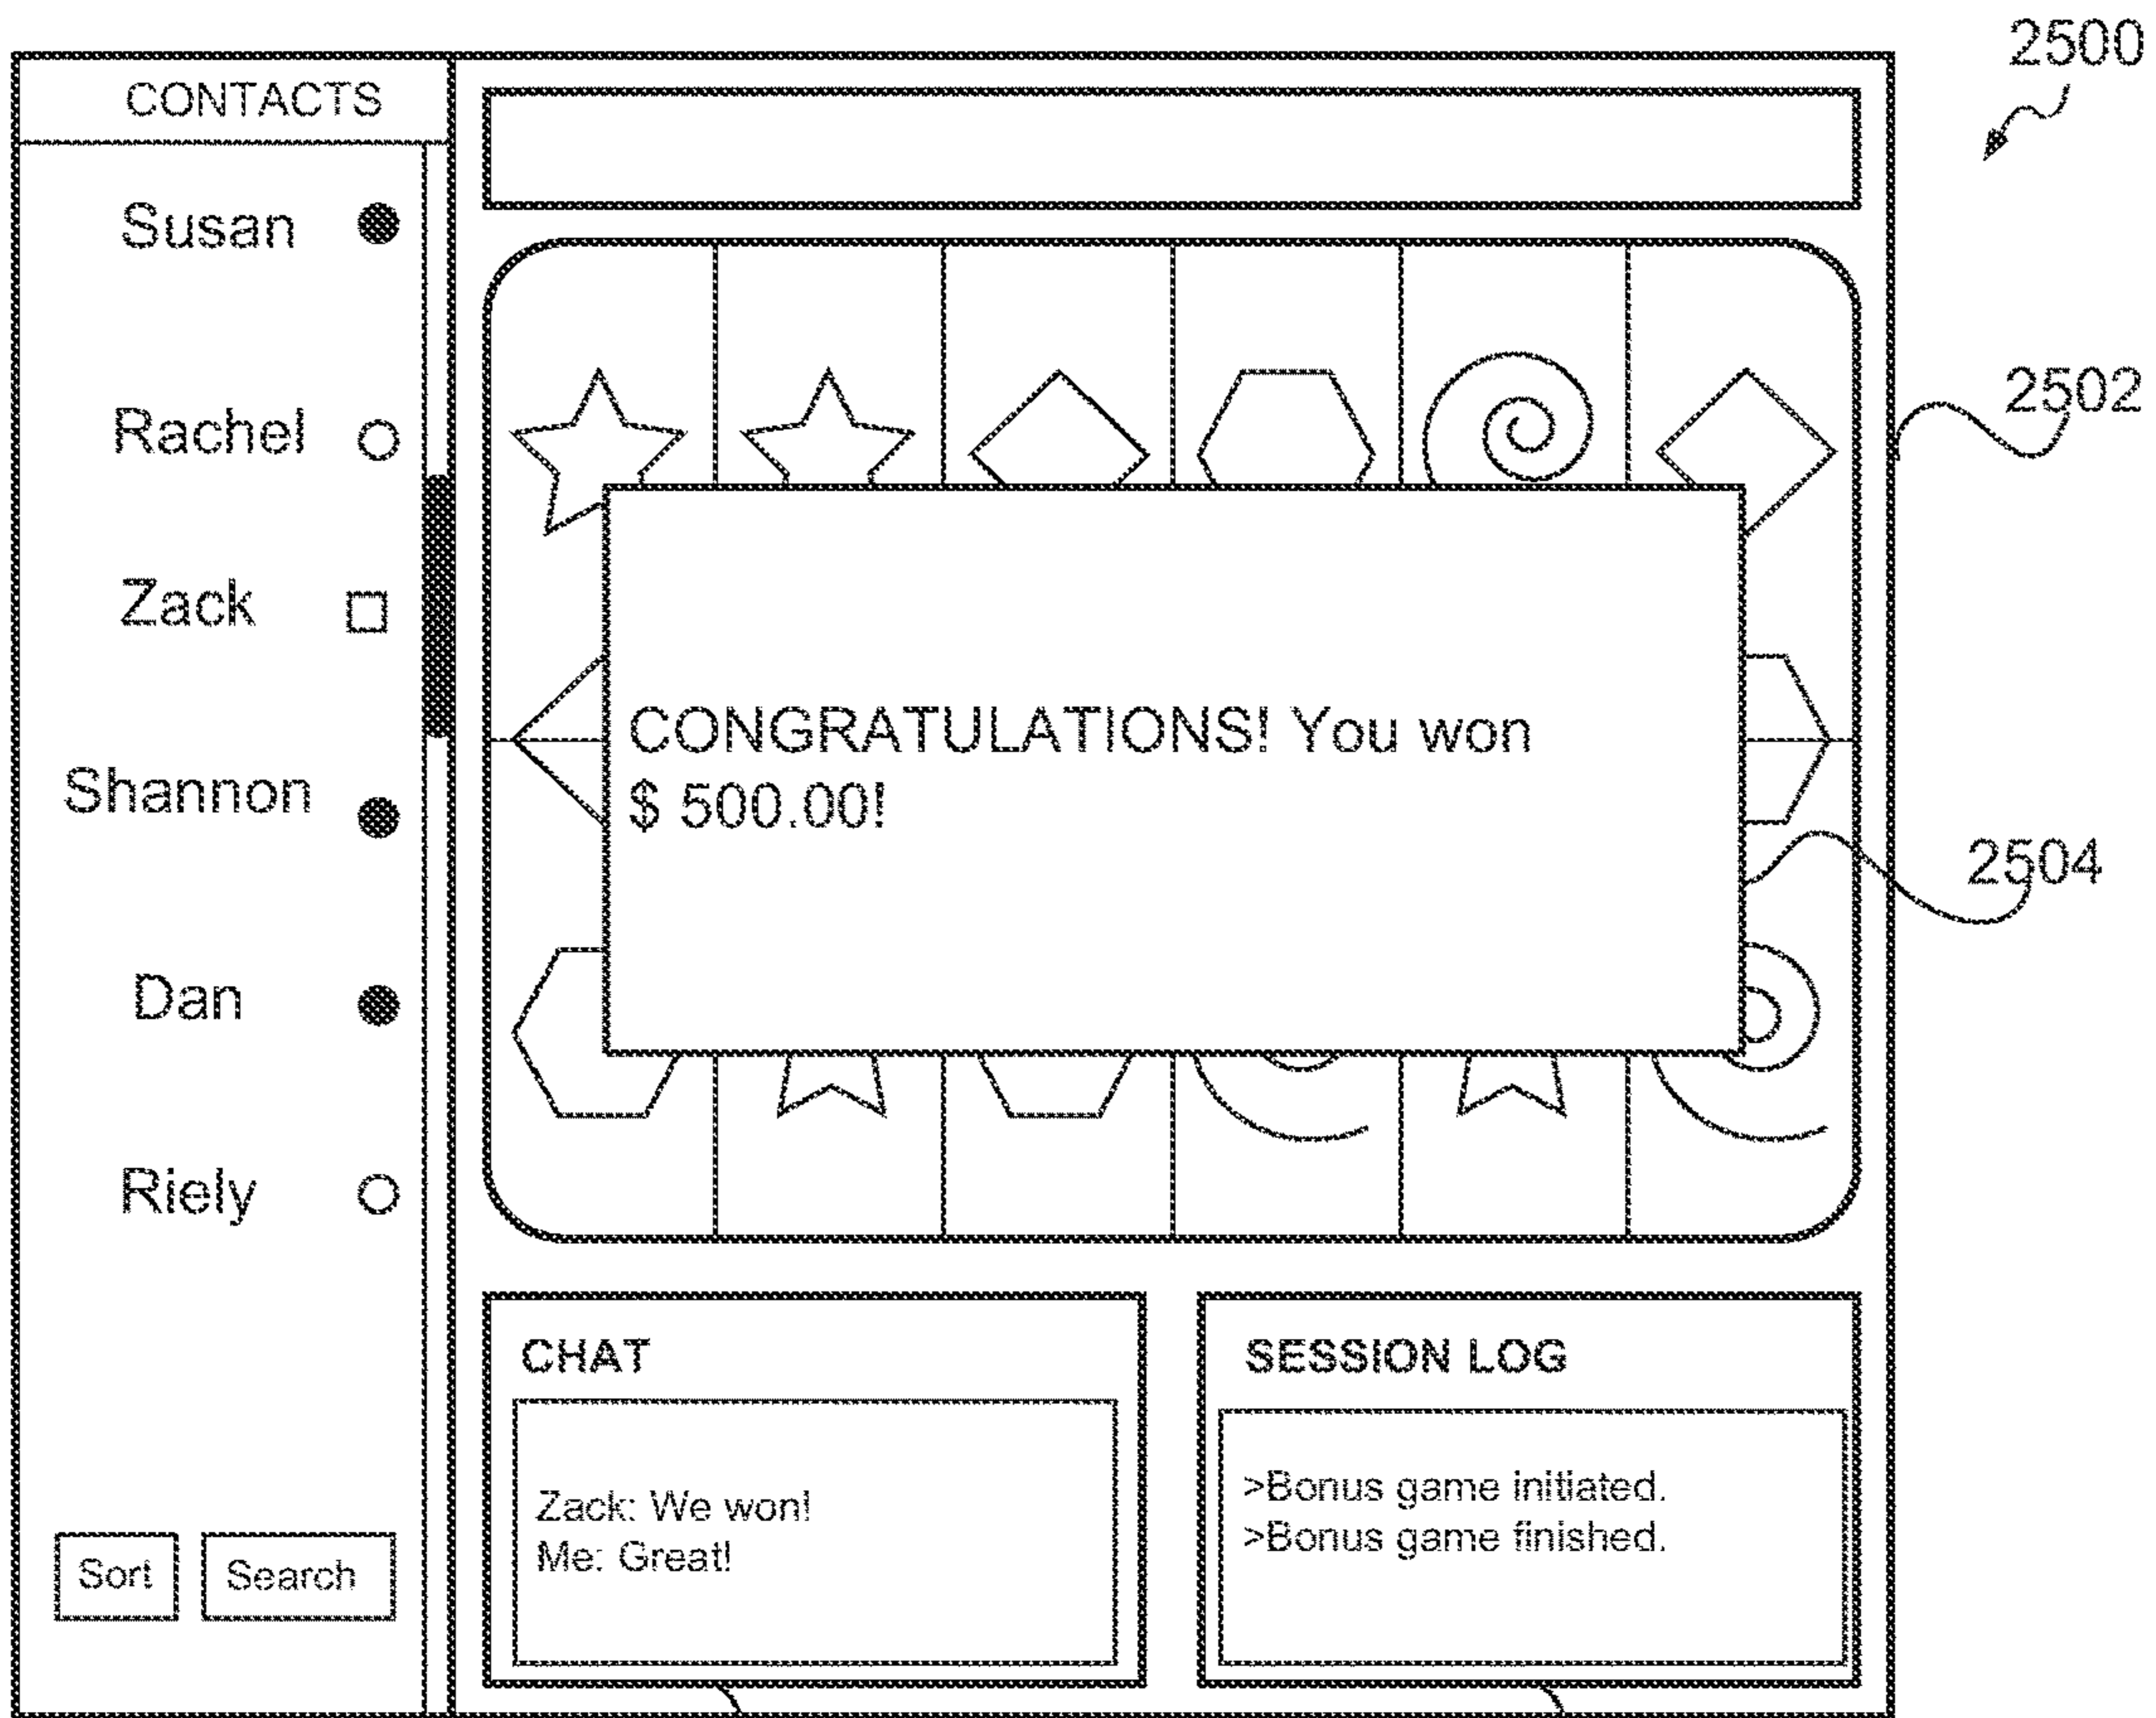 2500
CONTACTS
Susan
Rachel
Zack
Shannon
Dan
Riely
Sort
Search
2502
CONGRATULATIONS! You won
$ 500.00!
2504
CHAT
Zack: We won!
Me: Great!
SESSION LOG
>Bonus game initiated.
>Bonus game finished.